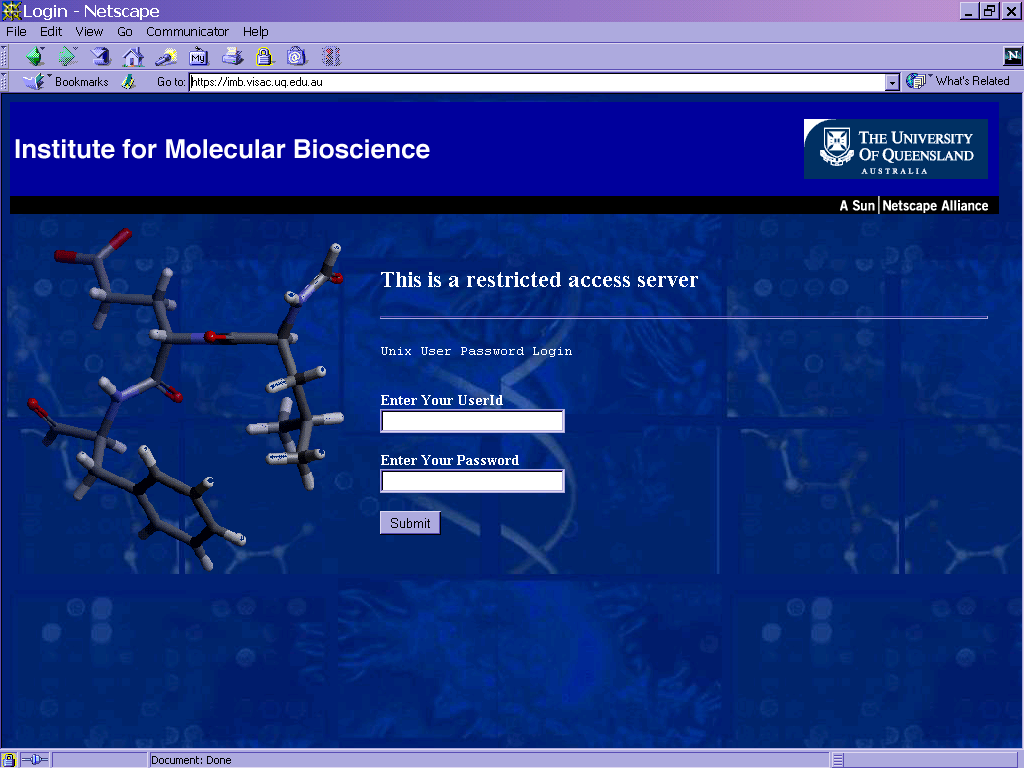 Login - Netscape
File Edit View Go Communicator Help
My
N
Bookmarks Go to: https://imb.visac.uq.edu.au What's Related
Institute for Molecular Bioscience
THE UNIVERSITY
OF QUEENSLAND
AUSTRALIA
A Sun | Netscape Alliance
This is a restricted access server
Unix User Password Login
Enter Your UserId
Enter Your Password
Submit
Document: Done